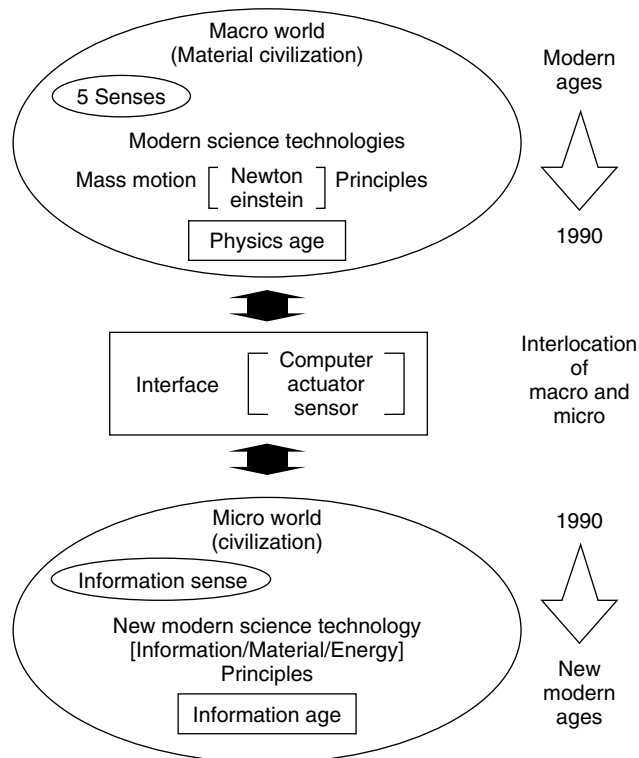 Macro world
(Material civilization)
5 Senses
Modern science technologies
Mass motion [ Newton einstein ] Principles
Physics age
Modern
ages
1990
Interface [ Computer actuator sensor ]
Interlocation
of
macro and
micro
Micro world
(civilization)
Information sense
New modern science technology
[Information/Material/Energy]
Principles
Information age
1990
New
modern
ages